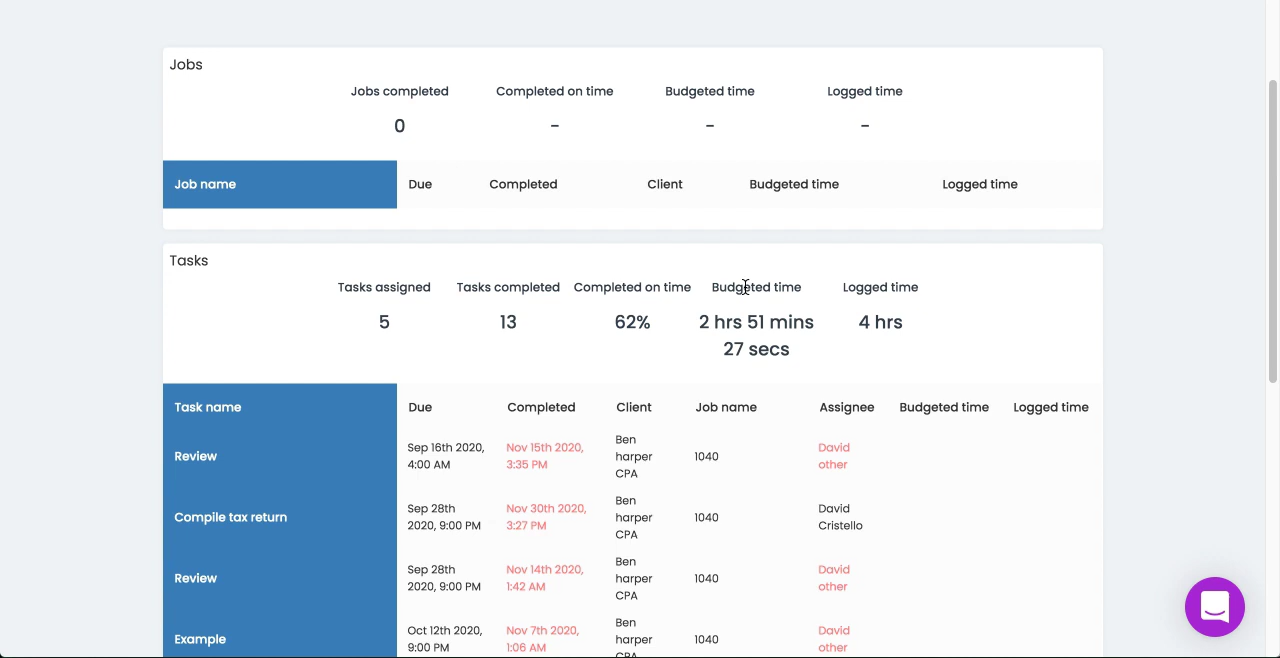 Jobs
Jobs completed Completed on time Budgeted time Logged time
0 - - -
Job name Due Completed Client Budgeted time Logged time
Tasks
Tasks assigned Tasks completed Completed on time Budgeted time Logged time
5 13 62% 2 hrs 51 mins 4 hrs
27 secs
Task name Due Completed Client Job name Assignee Budgeted time Logged time
Review Sep 16th 2020, 4:00 AM Nov 15th 2020, 3:35 PM Ben harper CPA 1040 David other
Compile tax return Sep 28th 2020, 9:00 PM Nov 30th 2020, 3:27 PM Ben harper CPA 1040 David Cristello
Review Sep 28th 2020, 9:00 PM Nov 14th 2020, 1:42 AM Ben harper CPA 1040 David other
Example Oct 12th 2020, 9:00 PM Nov 7th 2020, 1:06 AM Ben harper CPA 1040 David other